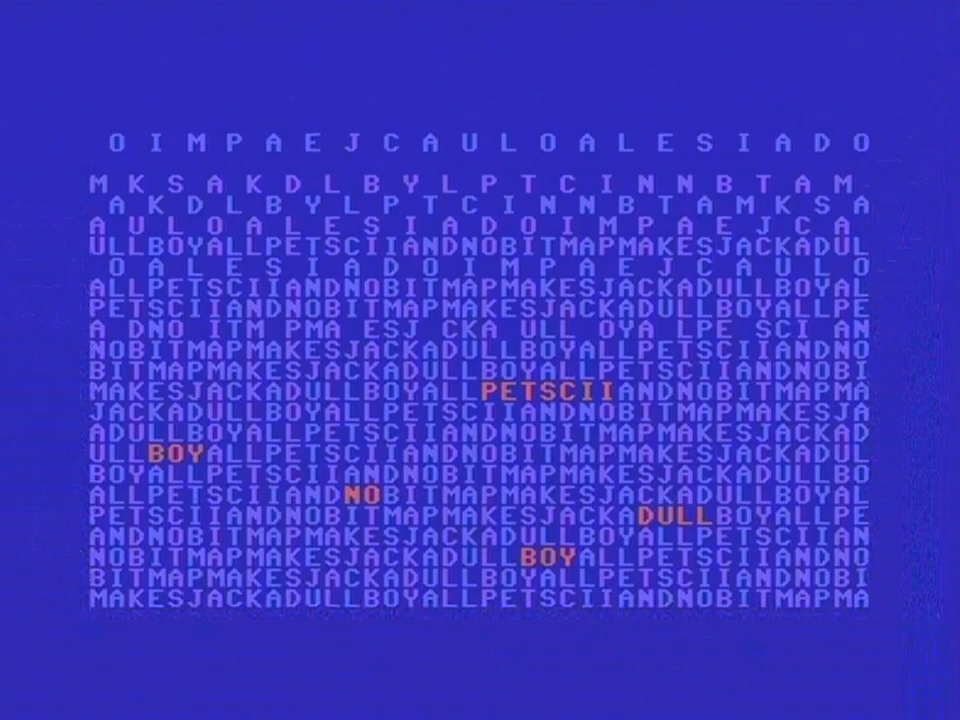 O I M P A E J C A U L O A L E S I A D O
M K S A K D L B Y L P T C I N N B T A M
A K D L B Y L P T C I N N B T A M K S A
A U L O A L E S I A D O I M P A E J C A
ULLBOYALLPETSCIIANDNOBITMAPMAKESJACKADUL
O A L E S I A D O I M P A E J C A U L O
ALLPETSCIIANDNOBITMAPMAKESJACKADULLBOYAL
PETSCIIANDNOBITMAPMAKESJACKADULLBOYALLPE
A DNO ITM PMA ESJ CKA ULL OYA LPE SCI AN
NOBITMAPMAKESJACKADULLBOYALLPETSCIIANDNO
BITMAPMAKESJACKADULLBOYALLPETSCIIANDNOBI
MAKESJACKADULLBOYALLPETSCIIANDNOBITMAPMA
JACKADULLBOYALLPETSCIIANDNOBITMAPMAKESJA
ADULLBOYALLPETSCIIANDNOBITMAPMAKESJACKAD
ULLBOYALLPETSCIIANDNOBITMAPMAKESJACKADUL
BOYALLPETSCIIANDNOBITMAPMAKESJACKADULLBO
ALLPETSCIIANDNOBITMAPMAKESJACKADULLBOYAL
PETSCIIANDNOBITMAPMAKESJACKADULLBOYALLPE
ANDNOBITMAPMAKESJACKADULLBOYALLPETSCIIAN
NOBITMAPMAKESJACKADULLBOYALLPETSCIIANDNO
BITMAPMAKESJACKADULLBOYALLPETSCIIANDNOBI
MAKESJACKADULLBOYALLPETSCIIANDNOBITMAPMA